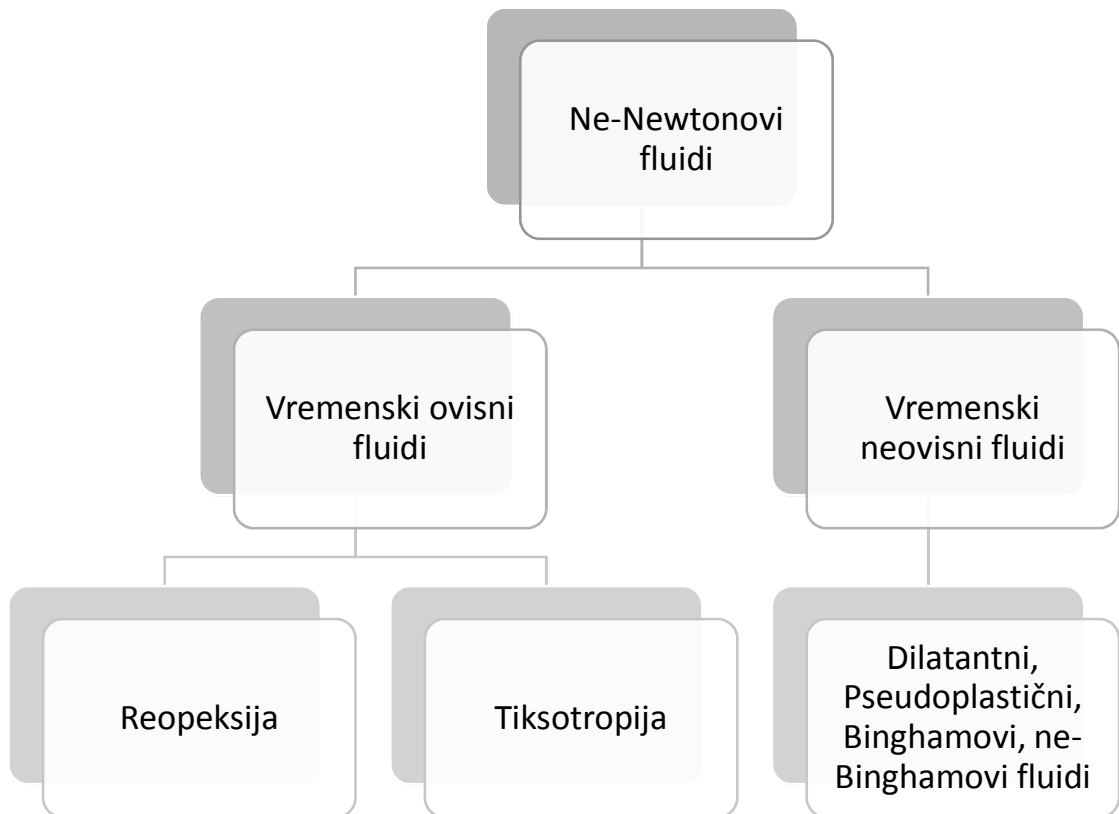 Ne-Newtonovi
fluidi
Vremenski ovisni
fluidi
Vremenski
neovisni fluidi
Reopeksija
Tiksotropija
Dilatantni,
Pseudoplastični,
Binghamovi, ne-
Binghamovi fluidi